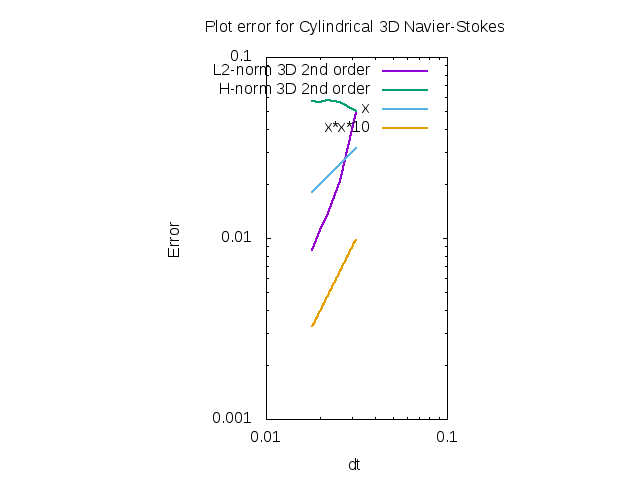 Plot error for Cylindrical 3D Navier-Stokes
0.1
L2-norm 3D 2nd order
H-norm 3D 2nd order
x
x*x*10
Error
0.01
0.001
0.01
0.1
dt